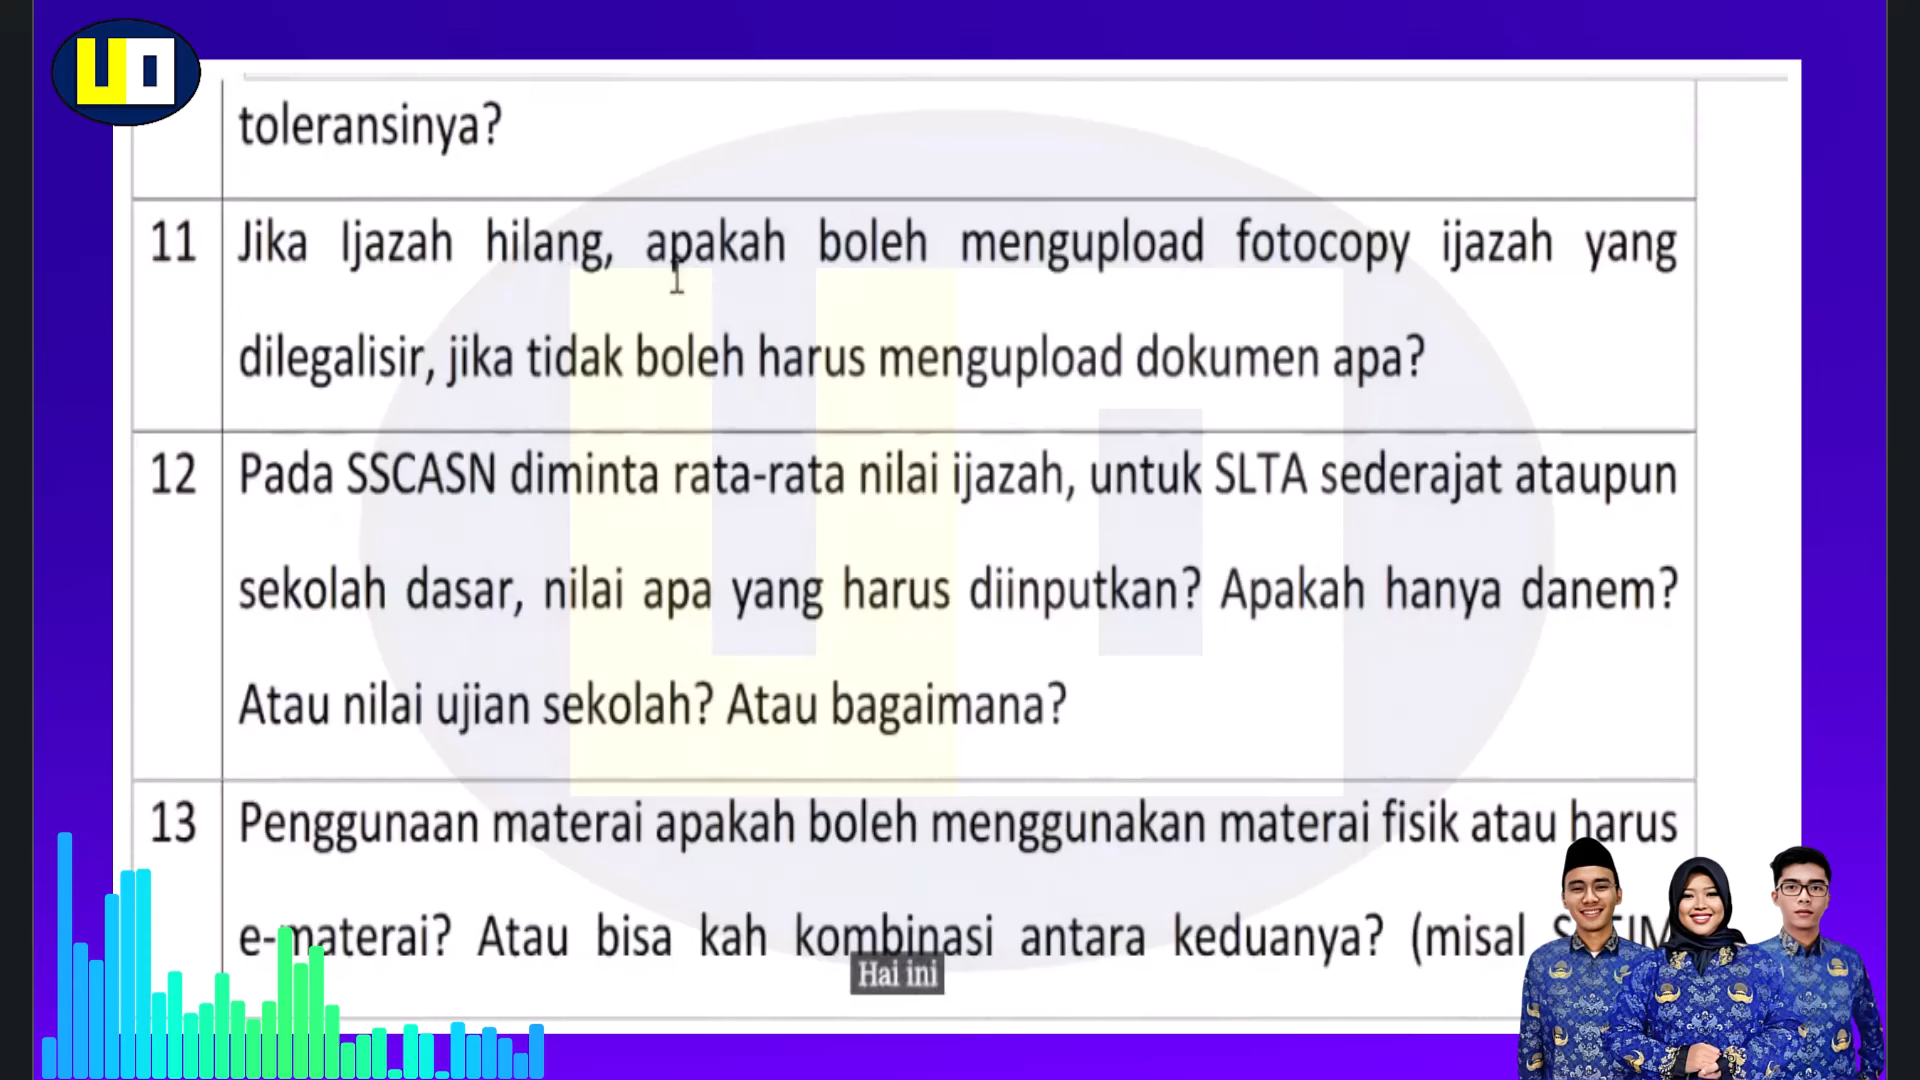 UO
toleransinya?
11 Jika Ijazah hilang, apakah boleh mengupload fotocopy ijazah yang
dilegalisir, jika tidak boleh harus mengupload dokumen apa?
12 Pada SSCASN diminta rata-rata nilai ijazah, untuk SLTA sederajat ataupun
sekolah dasar, nilai apa yang harus diinputkan? Apakah hanya danem?
Atau nilai ujian sekolah? Atau bagaimana?
13 Penggunaan materai apakah boleh menggunakan materai fisik atau harus
e-materai? Atau bisa kah kombinasi antara keduanya? (misal
Hai ini